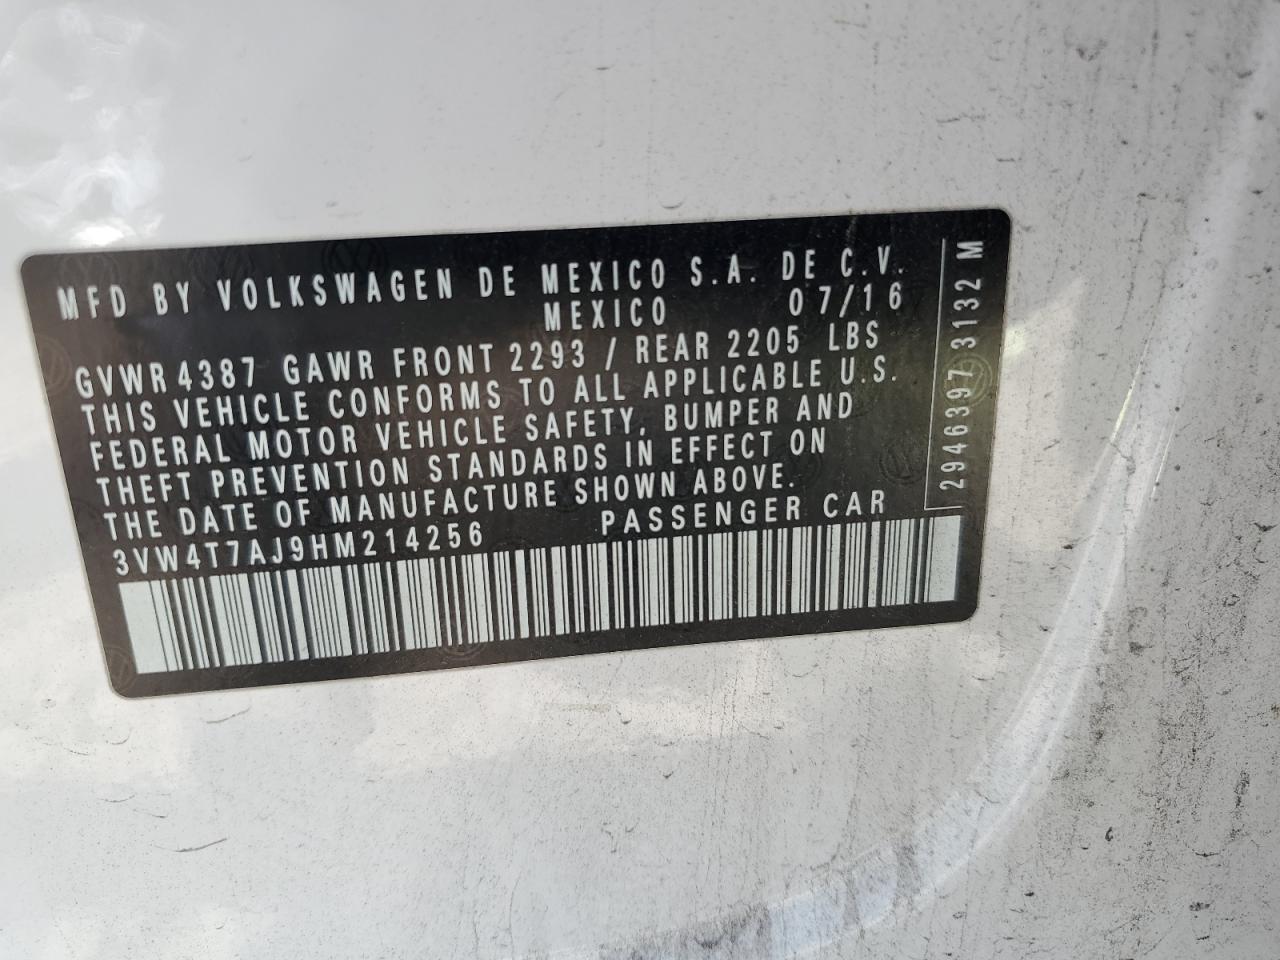 MFD BY VOLKSWAGEN DE MEXICO S.A. DE C.V.
MEXICO 07/16
GVWR 4387 GAWR FRONT 2293 / REAR 2205 LBS
THIS VEHICLE CONFORMS TO ALL APPLICABLE U.S.
FEDERAL MOTOR VEHICLE SAFETY, BUMPER AND
THEFT PREVENTION STANDARDS IN EFFECT ON
THE DATE OF MANUFACTURE SHOWN ABOVE.
3VW4T7AJ9HM214256 PASSENGER CAR
2946397 3132 M